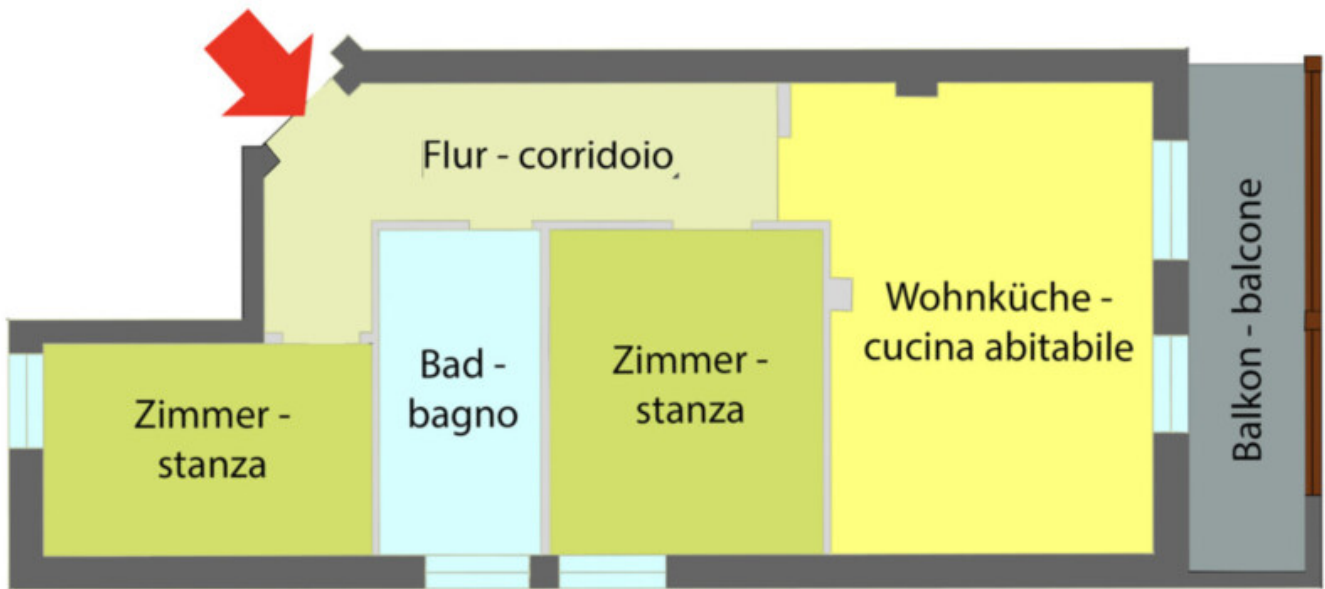 Flur - corridoio
Wohnküche -
cucina abitabile
Balkon - balcone
Zimmer -
stanza
Bad -
bagno
Zimmer -
stanza